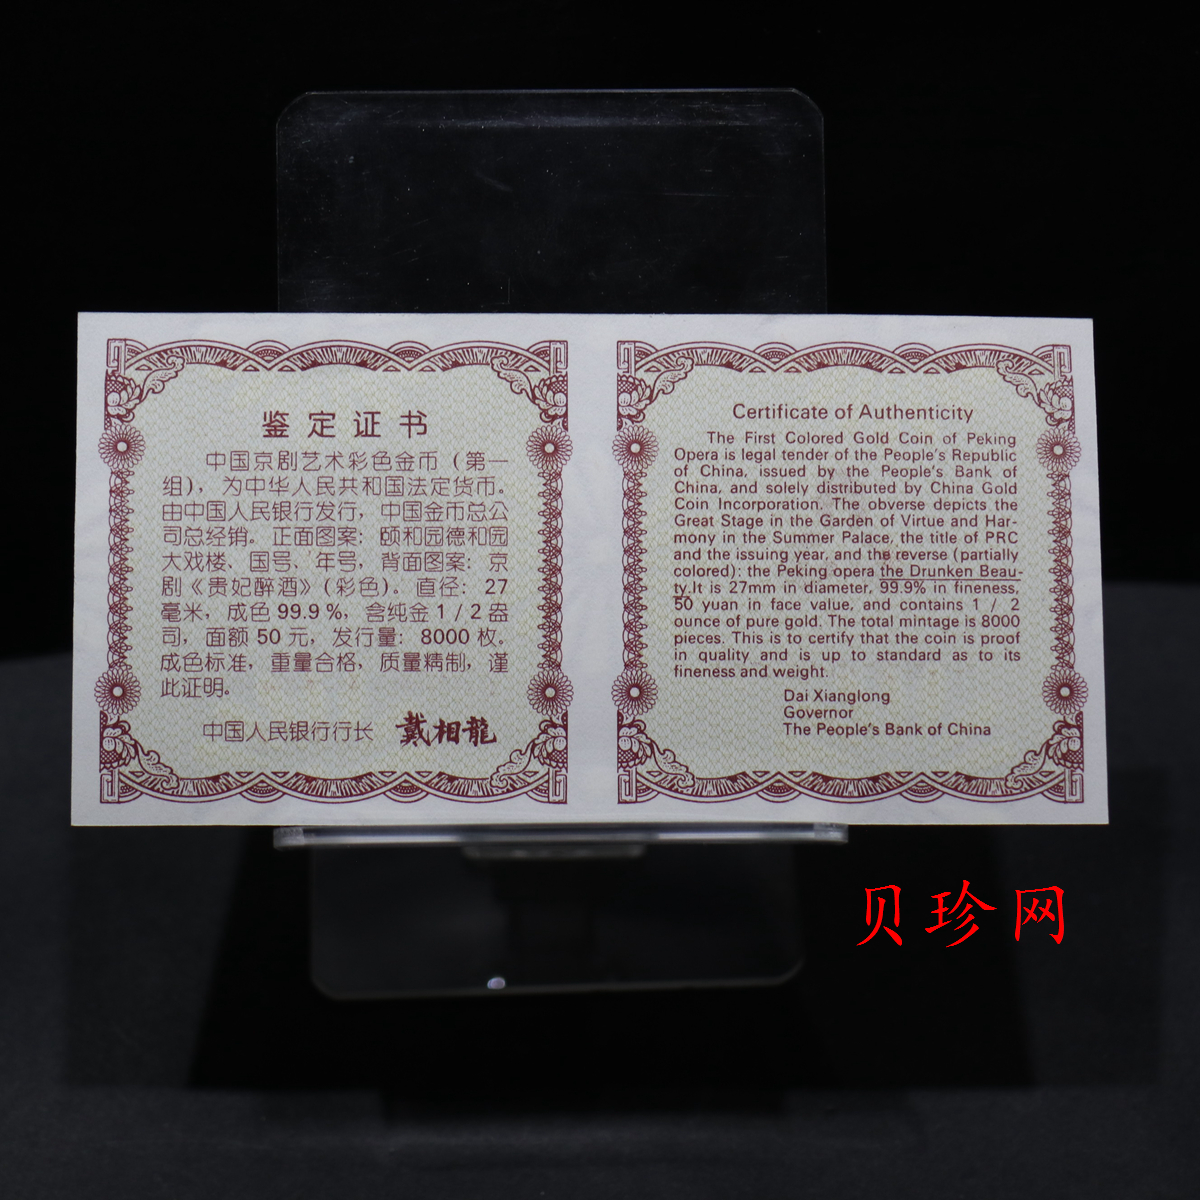 鉴定证书
中国京剧艺术彩色金币（第一
组），为中华人民共和国法定货币。
由中国人民银行发行，中国金币总公
司总经销。正面图案：颐和园德和园
大戏楼、国号、年号，背面图案：京
剧《贵妃醉酒》（彩色）。直径：27
毫米，成色99.9%，含纯金1/2盎
司，面额50元，发行量：8000枚。
成色标准，重量合格，质量精制，谨
此证明。
中国人民银行行长 戴相龍
Certificate of Authenticity
The First Colored Gold Coin of Peking
Opera is legal tender of the People's Republic
of China, issued by the People's Bank of
China, and solely distributed by China Gold
Coin Incorporation. The obverse depicts the
Great Stage in the Garden of Virtue and Har-
mony in the Summer Palace, the title of PRC
and the issuing year, and the reverse (partially
colored): the Peking opera the Drunken Beau-
ty.It is 27mm in diameter, 99.9% in fineness,
50 yuan in face value, and contains 1 / 2
ounce of pure gold. The total mintage is 8000
pieces. This is to certify that the coin is proof
in quality and is up to standard as to its
fineness and weight.
Dai Xianglong
Governor
The People's Bank of China
贝珍网